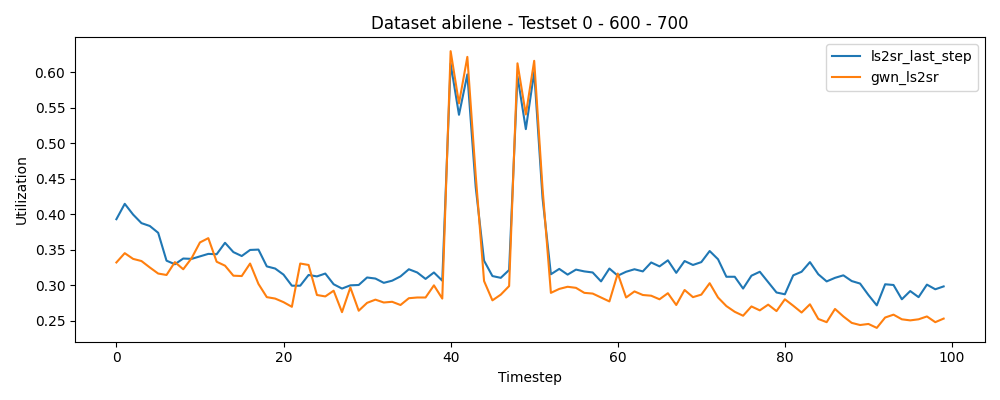 Dataset abilene - Testset 0 - 600 - 700
ls2sr_last_step
gwn_ls2sr
Utilization
0.60
0.55
0.50
0.45
0.40
0.35
0.30
0.25
0 20 40 60 80 100
Timestep